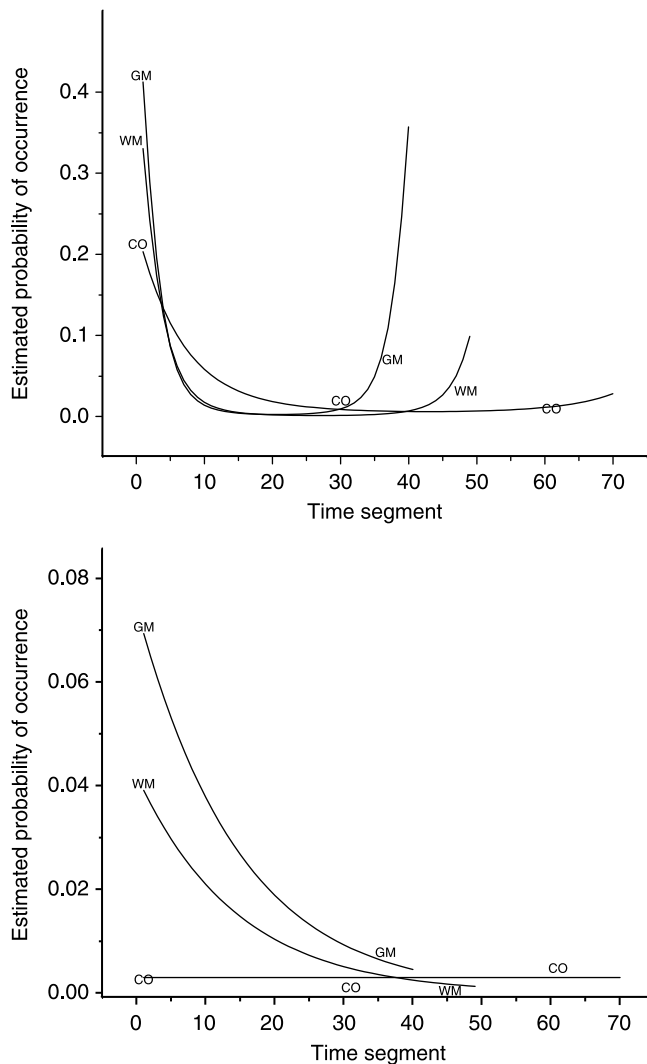 Estimated probability of occurrence
0.4
0.3
0.2
0.1
0.0
GM
WM
CO
CO
GM
WM
CO
0 10 20 30 40 50 60 70
Time segment
Estimated probability of occurrence
0.08
0.06
0.04
0.02
0.00
GM
WM
CO
CO
GM
WM
CO
0 10 20 30 40 50 60 70
Time segment